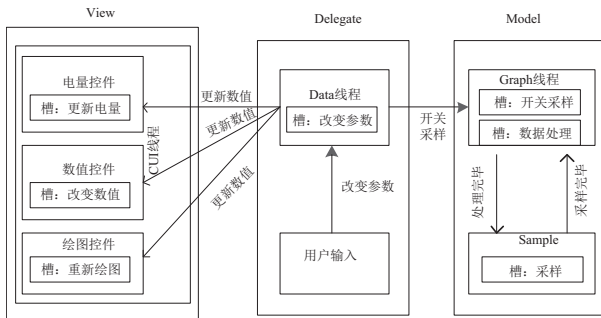 View
电量控件
槽：更新电量
数值控件
槽：改变数值
绘图控件
槽：重新绘图
CUI线程
更新数值
更新数值
更新数值
Delegate
Data线程
槽：改变参数
改变参数
用户输入
开关
采样
Model
Graph线程
槽：开关采样
槽：数据处理
处理完毕
采样完毕
Sample
槽：采样